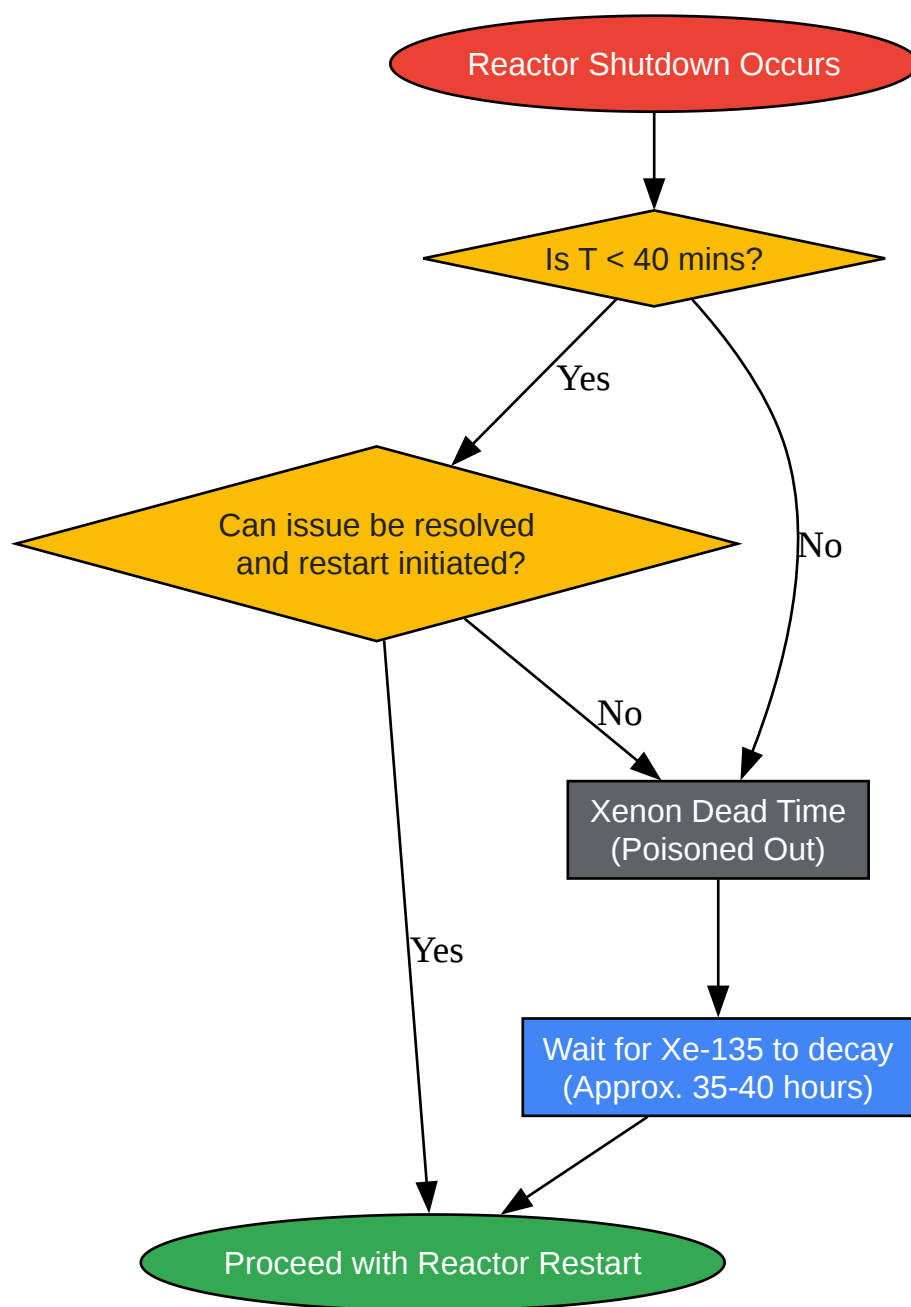 Reactor Shutdown Occurs
Is T < 40 mins?
Yes
No
Can issue be resolved
and restart initiated?
No
Xenon Dead Time
(Poisoned Out)
Yes
Wait for Xe-135 to decay
(Approx. 35-40 hours)
Proceed with Reactor Restart